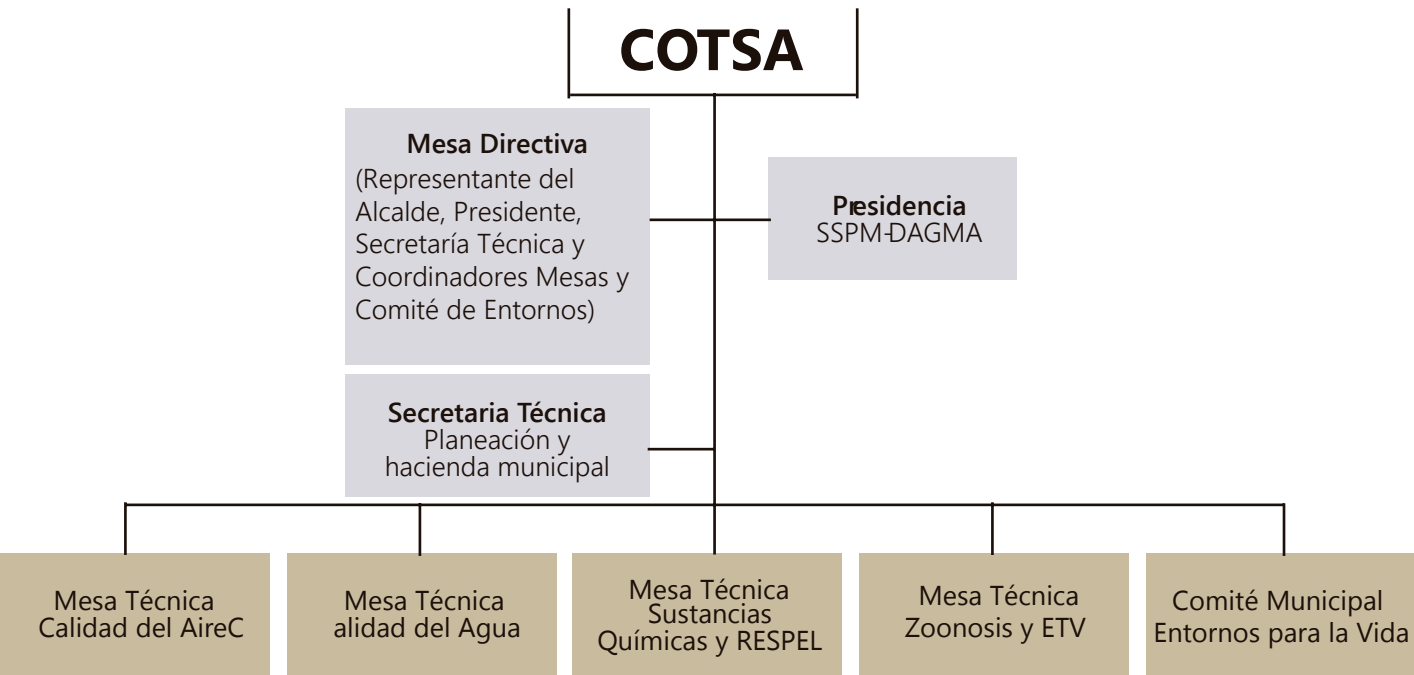 COTSA
Mesa Directiva
(Representante del
Alcalde, Presidente,
Secretaría Técnica y
Coordinadores Mesas y
Comité de Entornos)
Presidencia
SSPM-DAGMA
Secretaria Técnica
Planeación y
hacienda municipal
Mesa Técnica
Calidad del AireC
Mesa Técnica
alidad del Agua
Mesa Técnica
Sustancias
Químicas y RESPEL
Mesa Técnica
Zoonosis y ETV
Comité Municipal
Entornos para la Vida